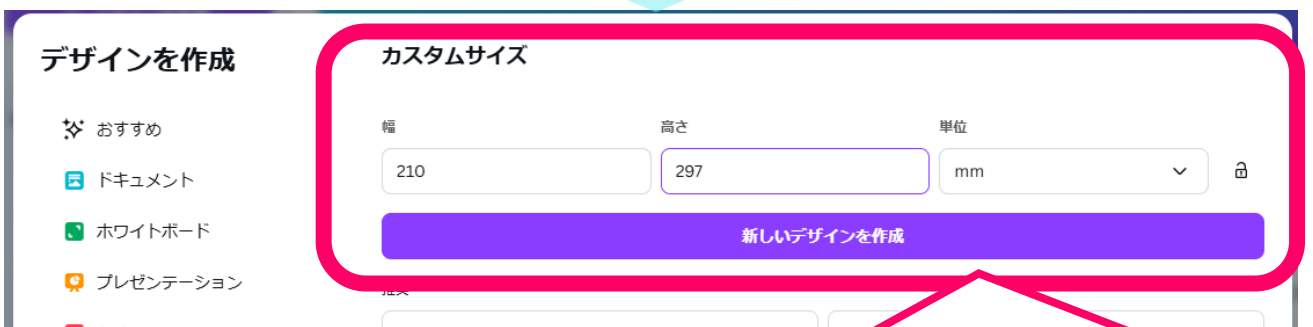 デザインを作成
カスタムサイズ
おすすめ
ドキュメント
ホワイトボード
プレゼンテーション
幅
高さ
単位
210
297
mm
新しいデザインを作成